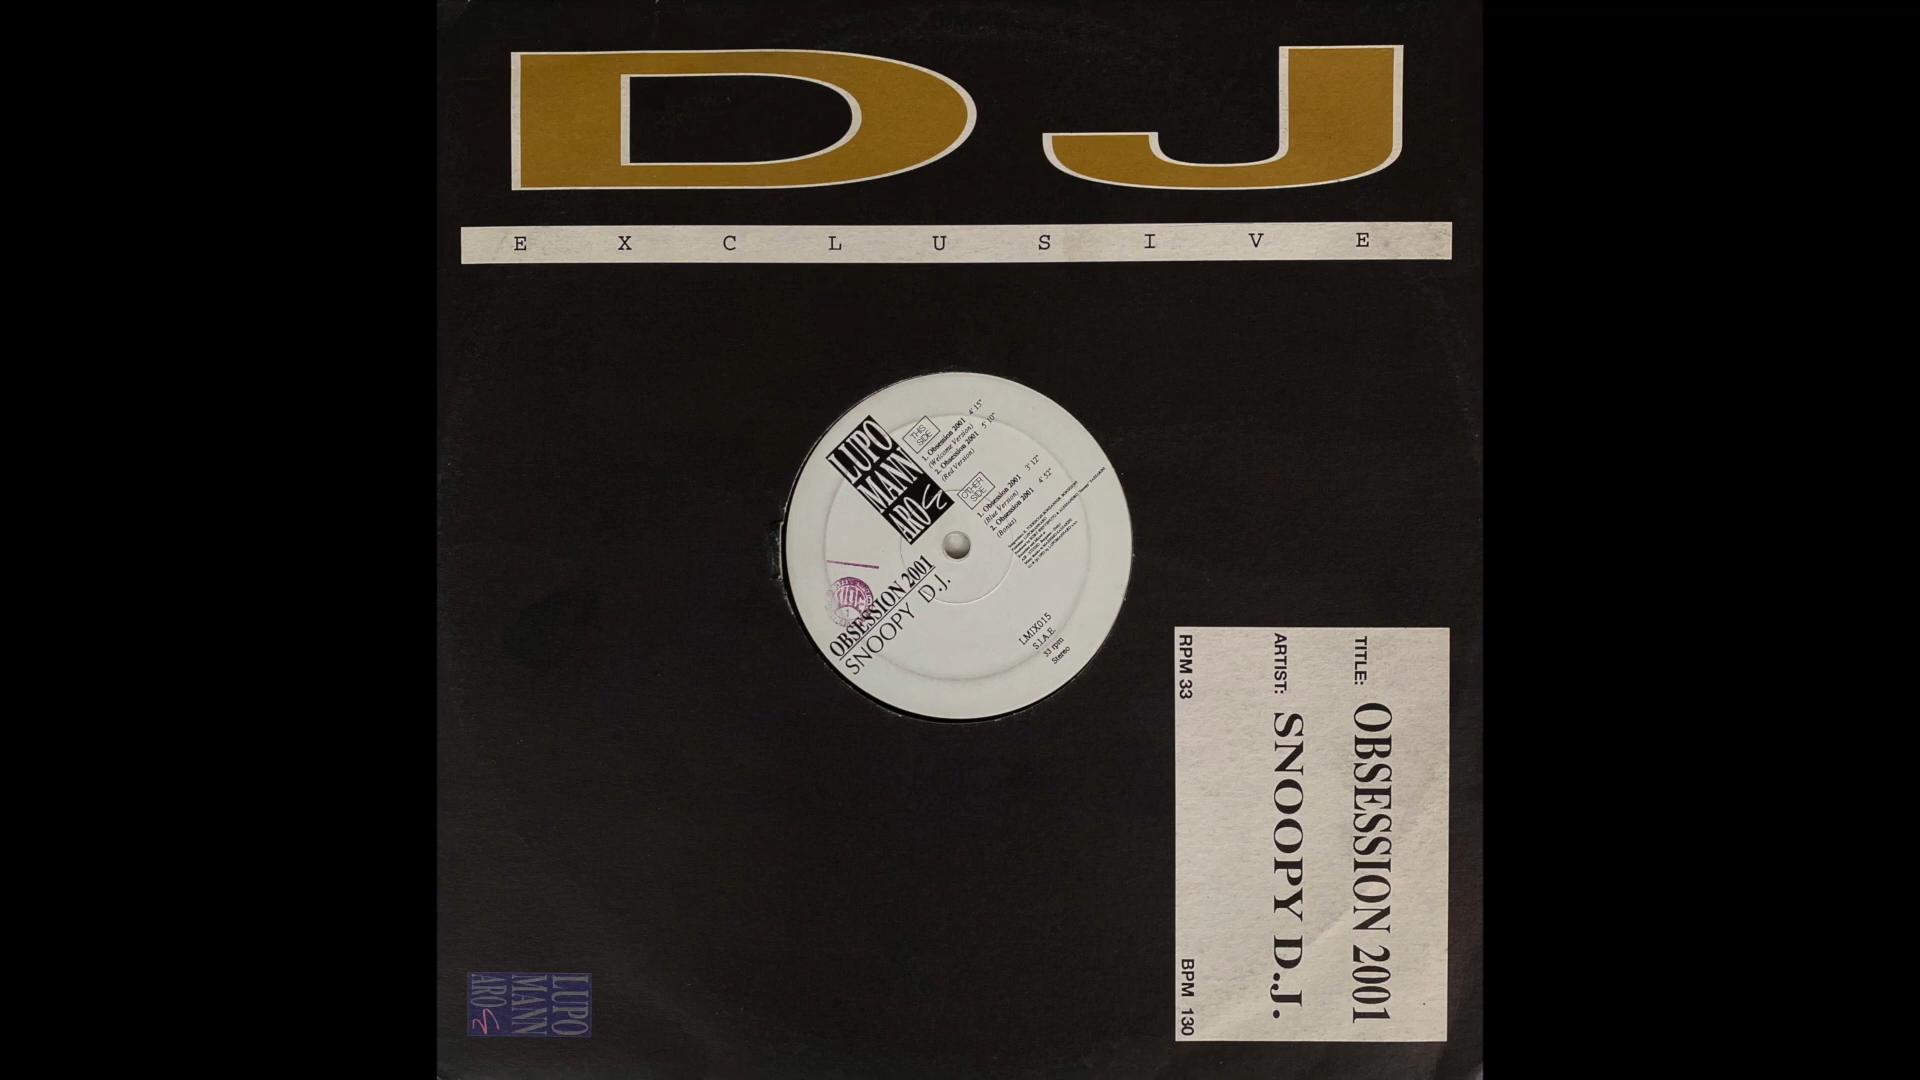 DJ
EXCLUSIVE
LUPO
MANN
ARO
THIS
SIDE
1. Obsession 2001 4' 15"
(Welcome Version)
2. Obsession 2001 5' 10"
(Red Version)
OTHER
SIDE
1. Obsession 2001 3' 12"
(Blue Version)
2. Obsession 2001 4' 52"
(Bonus)
OBSESSION 2001
SNOOPY D.J.
LMIX015
S.I.A.E.
33 rpm
Stereo
TITLE: OBSESSION 2001
ARTIST: SNOOPY D.J.
RPM 33 BPM 130
LUPO
MANN
ARO